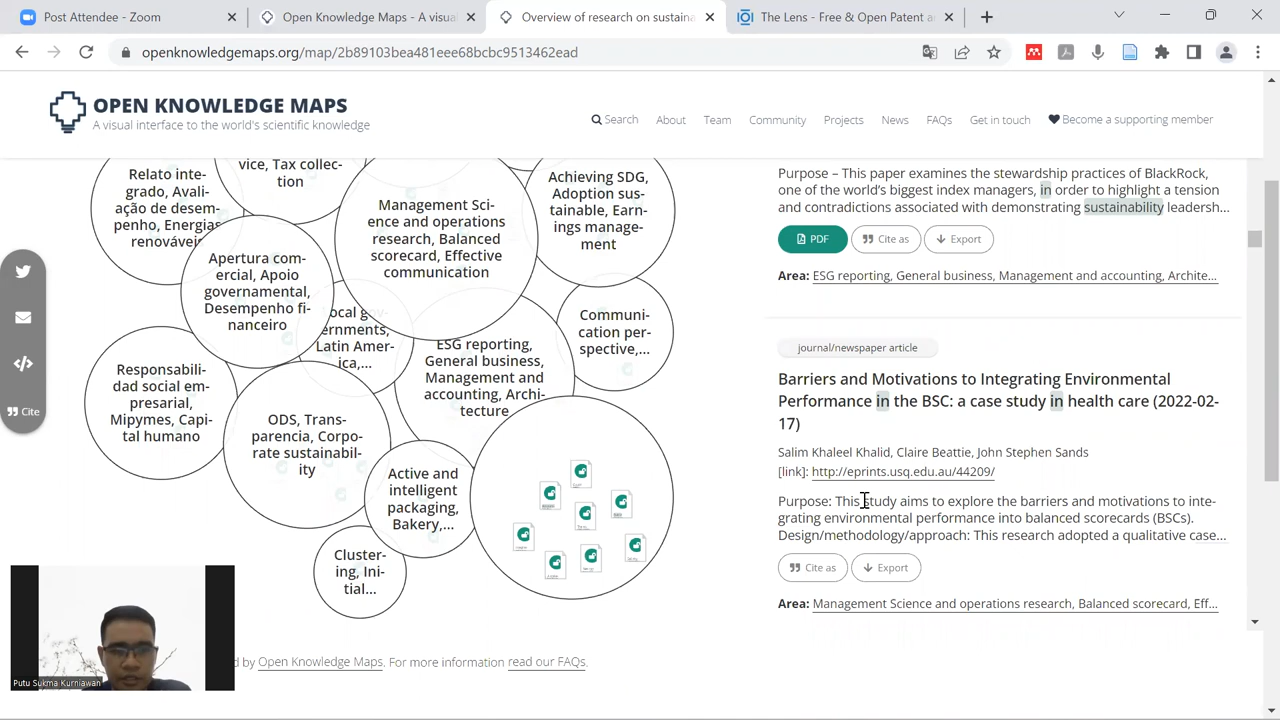 Post Attendee - Zoom
Open Knowledge Maps - A visua
Overview of research on sustaina
The Lens - Free & Open Patent a
openknowledgemaps.org/map/2b89103bea481eee68bcbc9513462ead
OPEN KNOWLEDGE MAPS
A visual interface to the world's scientific knowledge
Search
About
Team
Community
Projects
News
FAQs
Get in touch
Become a supporting member
Relato inte-
grado, Avali-
ação de desem-
penho, Energias
renováveis
vice, Tax collec-
tion
Management Sci-
ence and operations
research, Balanced
scorecard, Effective
communication
Achieving SDG,
Adoption sus-
tainable, Earn-
ings manage-
ment
Apertura com-
ercial, Apoio
governamental,
Desempenho fi-
nanceiro
ocal gov-
ernments,
Latin Amer-
ica,...
ESG reporting,
General business,
Management and
accounting, Archi-
tecture
Communi-
cation per-
spective,...
Responsabili-
dad social em-
presarial,
Mipymes, Capi-
tal humano
ODS, Trans-
parencia, Corpo-
rate sustainabil-
ity
Active and
intelligent
packaging,
Bakery,...
Cluster-
ing, Ini-
tial...
Cite
Purpose – This paper examines the stewardship practices of BlackRock,
one of the world's biggest index managers, in order to highlight a tension
and contradictions associated with demonstrating sustainability leadersh...
PDF
Cite as
Export
Area: ESG reporting, General business, Management and accounting, Archite...
journal/newspaper article
Barriers and Motivations to Integrating Environmental
Performance in the BSC: a case study in health care (2022-02-
17)
Salim Khaleel Khalid, Claire Beattie, John Stephen Sands
[link]: http://eprints.usq.edu.au/44209/
Purpose: This study aims to explore the barriers and motivations to inte-
grating environmental performance into balanced scorecards (BSCs).
Design/methodology/approach: This research adopted a qualitative case...
Cite as
Export
Area: Management Science and operations research, Balanced scorecard, Eff...
d by Open Knowledge Maps. For more information read our FAQs.
Putu Sukma Kurniawan